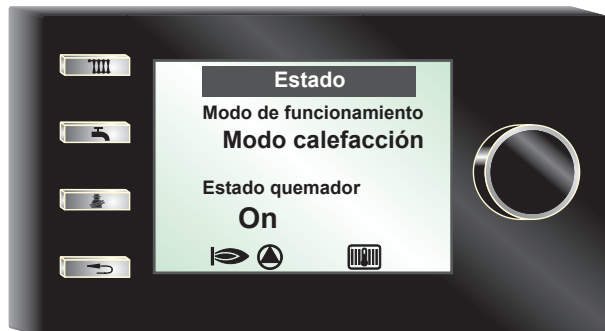 Estado
Modo de funcionamiento
Modo calefacción
Estado quemador
On